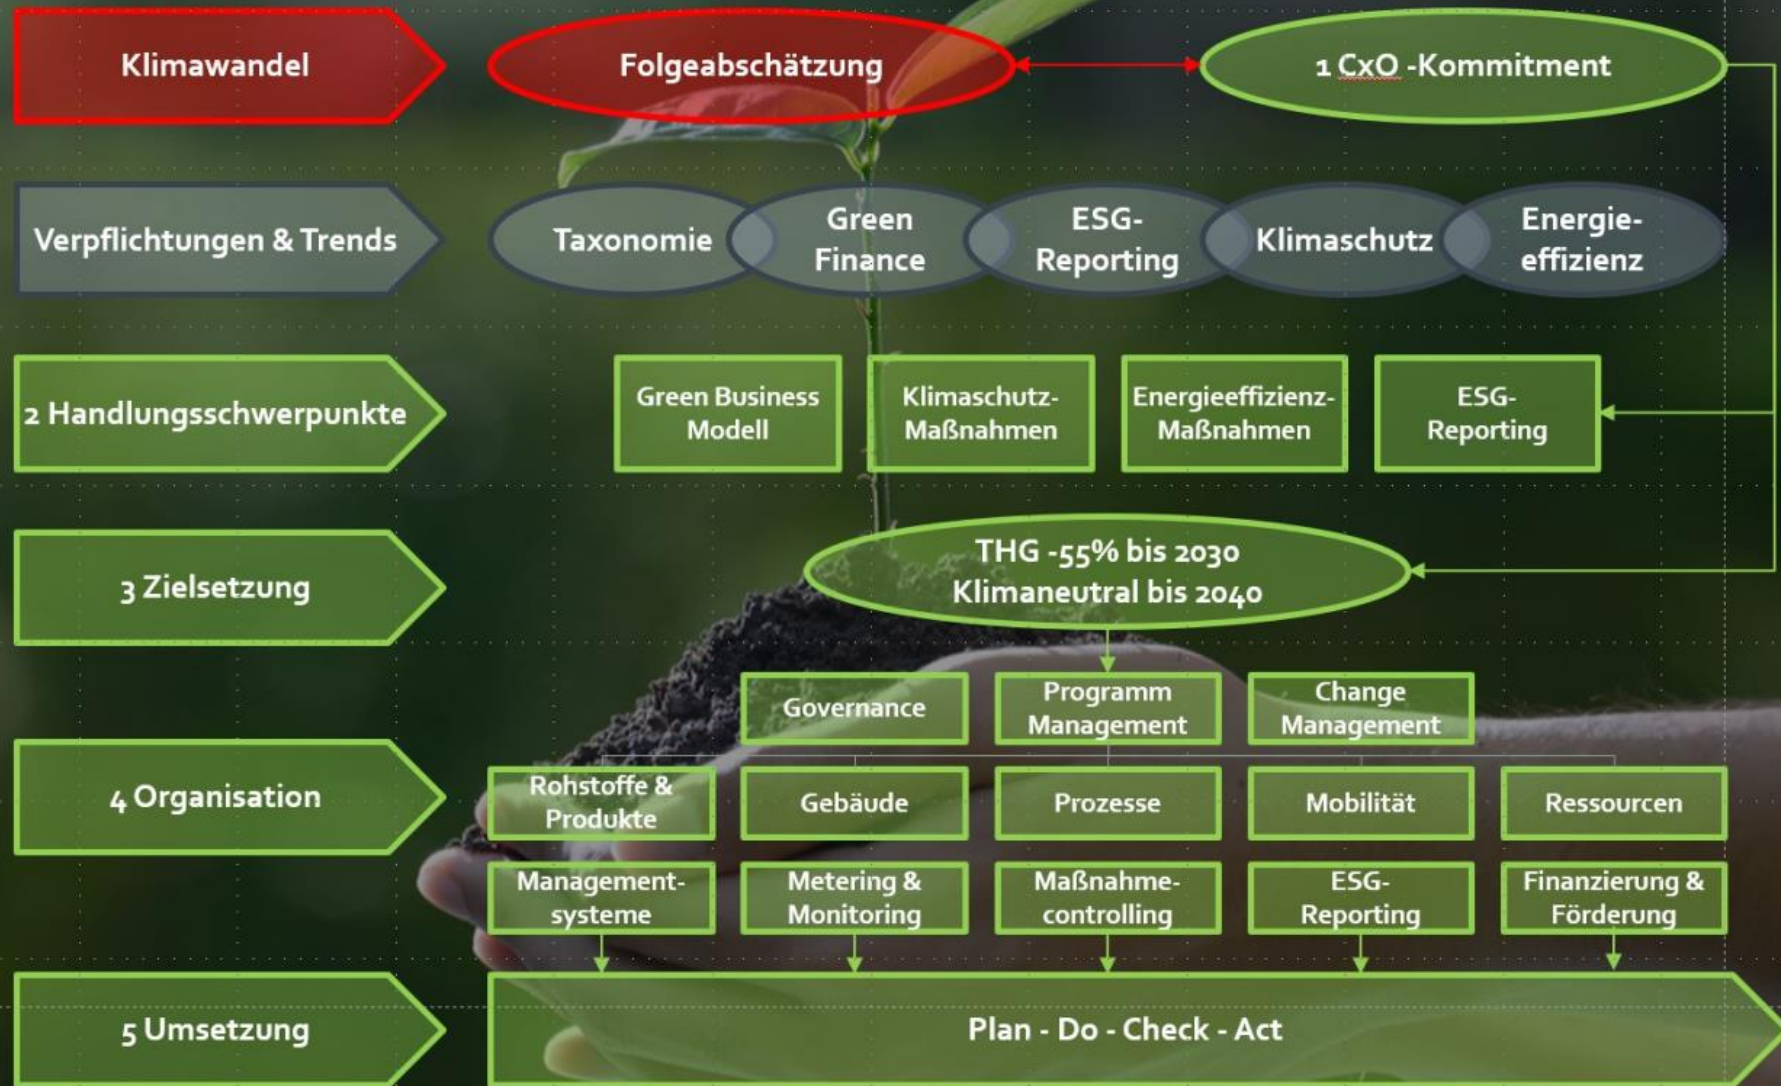 Klimawandel
Folgeabschätzung
1 CxO -Kommitment
Verpflichtungen & Trends
Taxonomie
Green
Finance
ESG-
Reporting
Klimaschutz
Energie-
effizienz
2 Handlungsschwerpunkte
Green Business
Modell
Klimaschutz-
Maßnahmen
Energieeffizienz-
Maßnahmen
ESG-
Reporting
3 Zielsetzung
THG -55% bis 2030
Klimaneutral bis 2040
Governance
Programm
Management
Change
Management
4 Organisation
Rohstoffe &
Produkte
Gebäude
Prozesse
Mobilität
Ressourcen
Management-
systeme
Metering &
Monitoring
Maßnahme-
controlling
ESG-
Reporting
Finanzierung &
Förderung
5 Umsetzung
Plan - Do - Check - Act